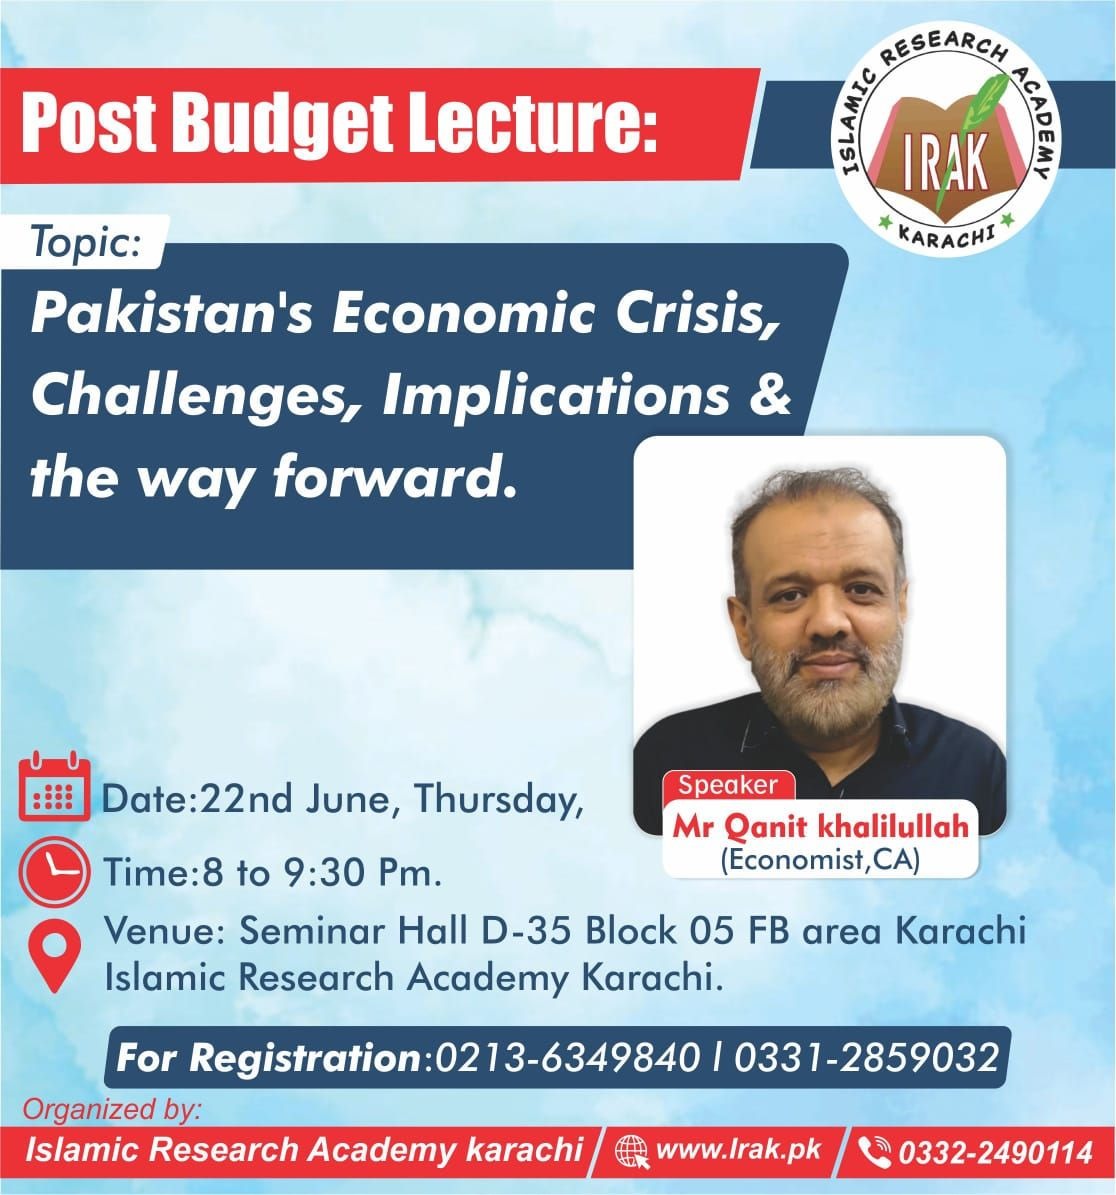 Post Budget Lecture:
ISLAMIC RESEARCH ACADEMY
IRAK
KARACHI
Topic:
Pakistan's Economic Crisis,
Challenges, Implications &
the way forward.
Speaker
Mr Qanit khalilullah
(Economist,CA)
Date:22nd June, Thursday,
Time:8 to 9:30 Pm.
Venue: Seminar Hall D-35 Block 05 FB area Karachi
Islamic Research Academy Karachi.
For Registration:0213-6349840 l 0331-2859032
Organized by:
Islamic Research Academy karachi / www.Irak.pk / 0332-2490114